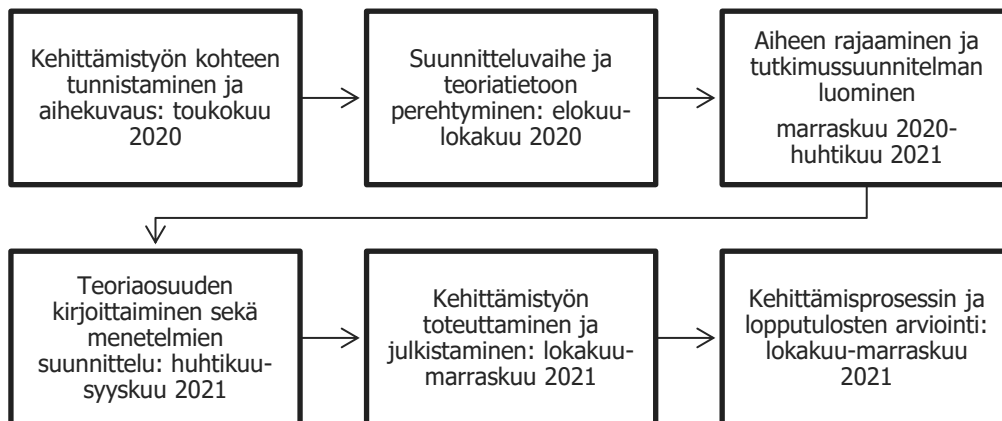 Kehittämistyön kohteen
tunnistaminen ja
aihekuvaus: toukokuu
2020
Suunnitteluvaihe ja
teoriatietoon
perehtyminen: elokuu-
lokakuu 2020
Aiheen rajaaminen ja
tutkimussuunnitelman
luominen
marraskuu 2020-
huhtikuu 2021
Teoriaosuuden
kirjoittaiminen sekä
menetelmien
suunnittelu: huhtikuu-
syyskuu 2021
Kehittämistyön
toteuttaminen ja
julkistaminen: lokakuu-
marraskuu 2021
Kehittämisprosessin ja
lopputulosten arviointi:
lokakuu-marraskuu
2021